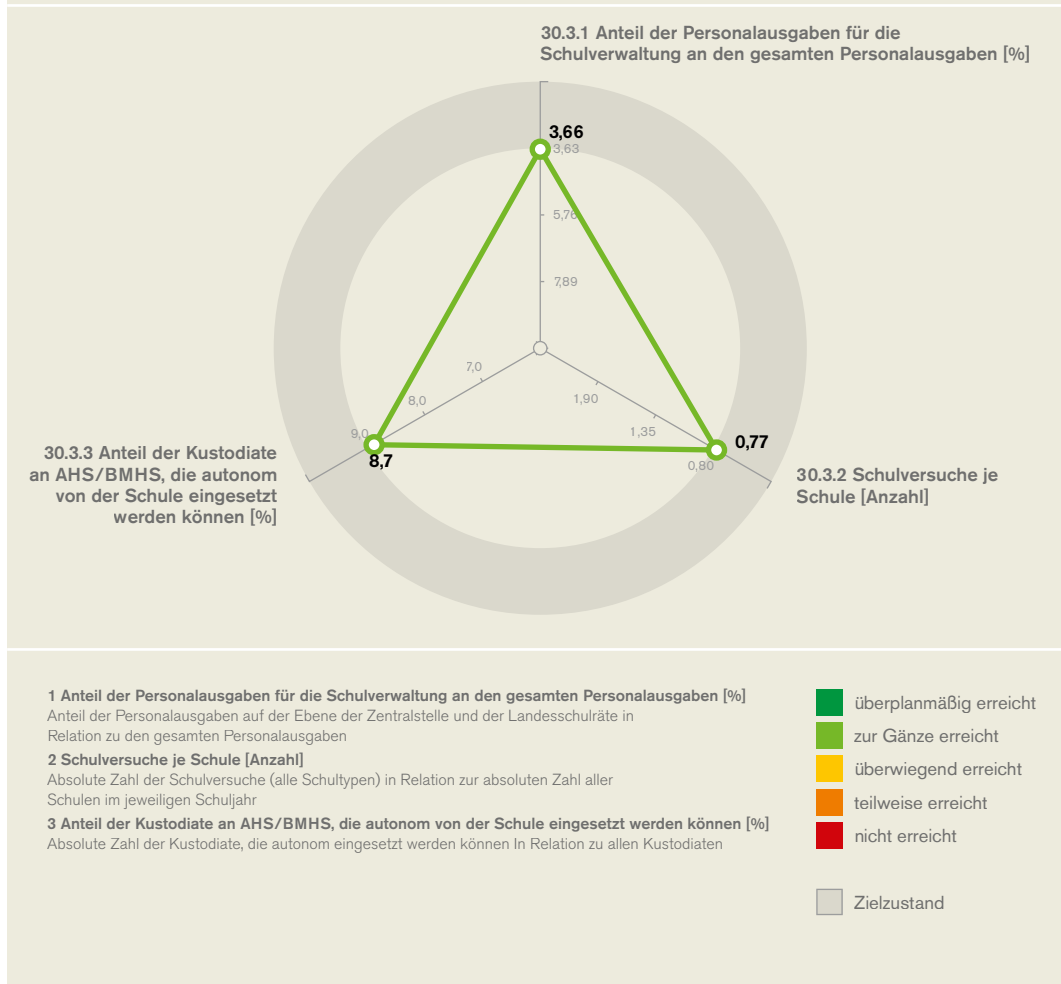 30.3.1 Anteil der Personalausgaben für die
Schulverwaltung an den gesamten Personalausgaben [%]
3,66
3,63
5,76
7,89
7,0
8,0
9,0
8,7
1,90
1,35
0,80
0,77
30.3.3 Anteil der Kustodiate
an AHS/BMHS, die autonom
von der Schule eingesetzt
werden können [%]
30.3.2 Schulversuche je
Schule [Anzahl]
1 Anteil der Personalausgaben für die Schulverwaltung an den gesamten Personalausgaben [%]
Anteil der Personalausgaben auf der Ebene der Zentralstelle und der Landesschulräte in
Relation zu den gesamten Personalausgaben
2 Schulversuche je Schule [Anzahl]
Absolute Zahl der Schulversuche (alle Schultypen) in Relation zur absoluten Zahl aller
Schulen im jeweiligen Schuljahr
3 Anteil der Kustodiate an AHS/BMHS, die autonom von der Schule eingesetzt werden können [%]
Absolute Zahl der Kustodiate, die autonom eingesetzt werden können In Relation zu allen Kustodiaten
überplanmäßig erreicht
zur Gänze erreicht
überwiegend erreicht
teilweise erreicht
nicht erreicht
Zielzustand